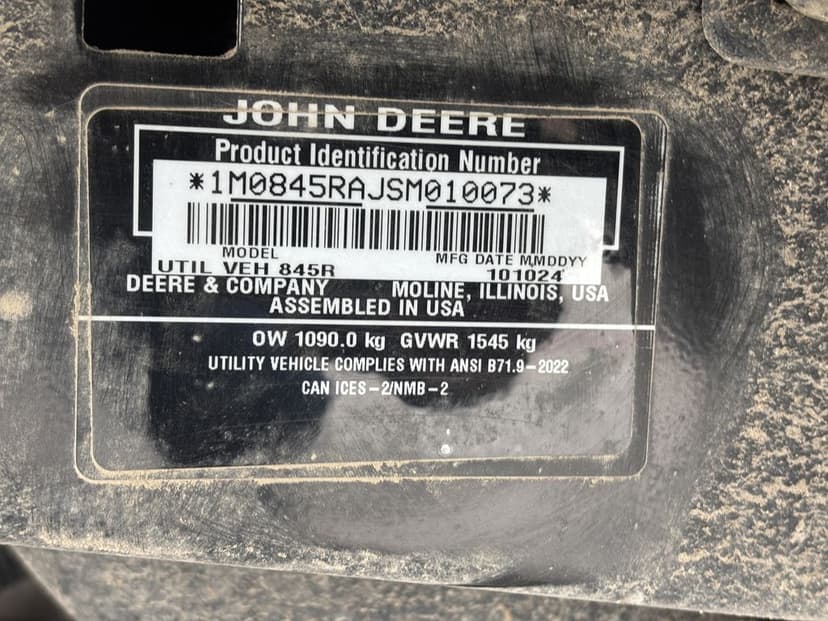 JOHN DEERE
Product Identification Number
*1M0845RAJSM010073*
MODEL MFG DATE MMDDYY
UTIL VEH 845R 101024
DEERE & COMPANY MOLINE, ILLINOIS, USA
ASSEMBLED IN USA
OW 1090.0 kg GVWR 1545 kg
UTILITY VEHICLE COMPLIES WITH ANSI B71.9-2022
CAN ICES-2/NMB-2